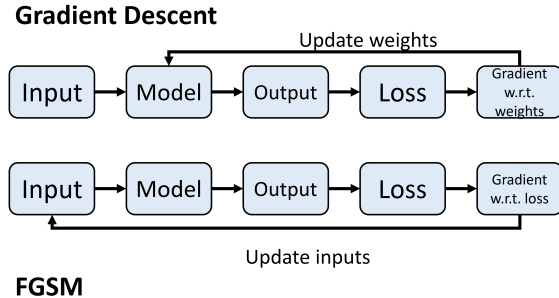 Gradient Descent
Update weights
Input
Model
Output
Loss
Gradient
w.r.t.
weights
Input
Model
Output
Loss
Gradient
w.r.t. loss
Update inputs
FGSM